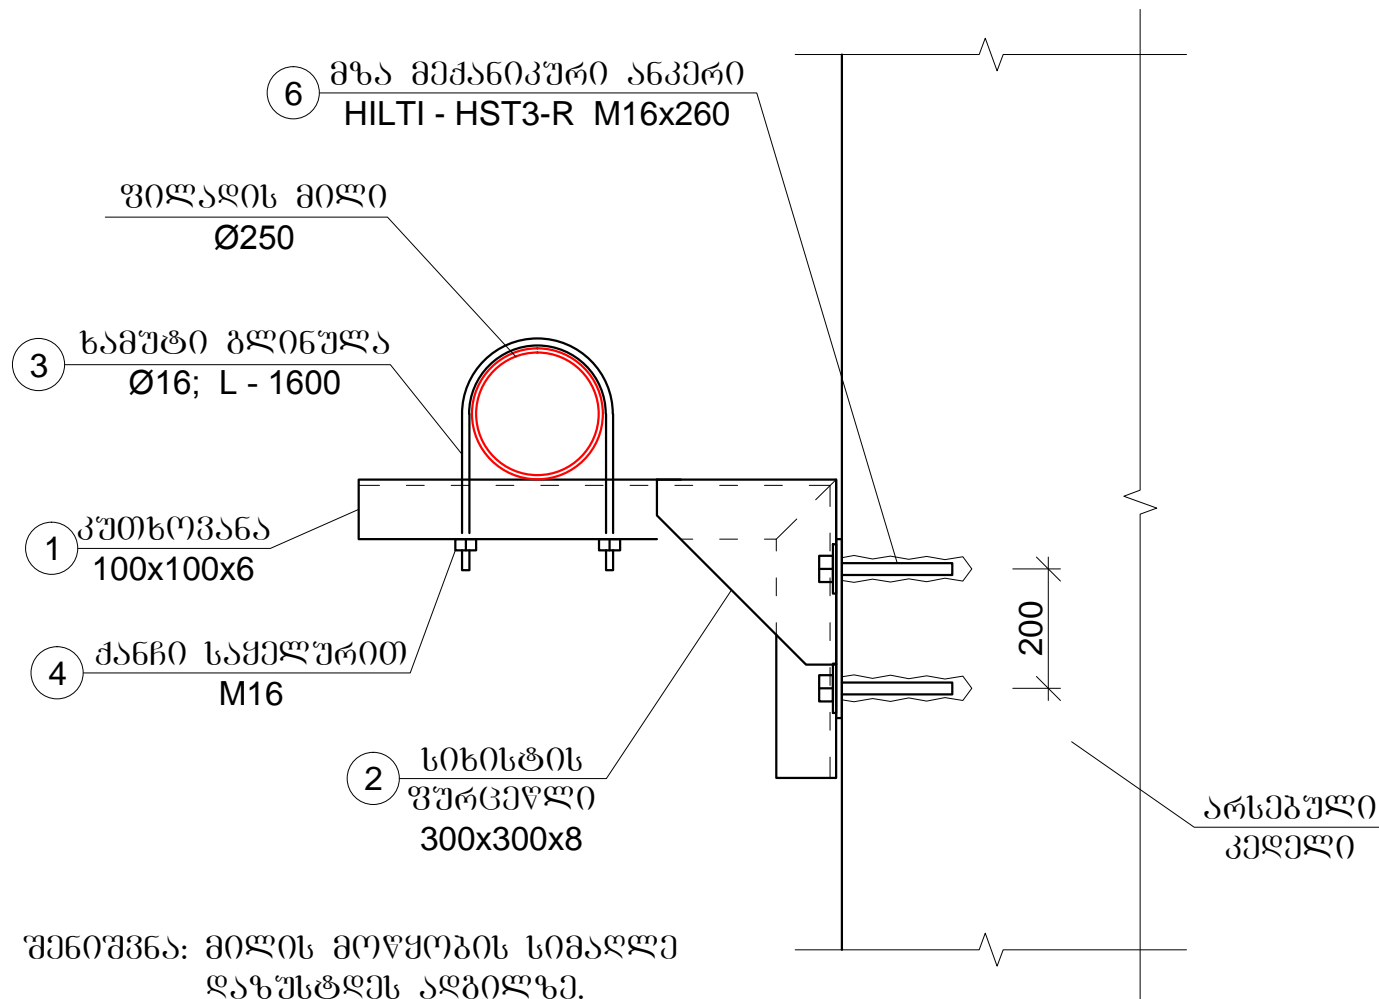 6
მზა მექანიკური ანკერი
HILTI - HST3-R M16x260
ფილადის მილი
Ø250
3
ხამუტი გლინულა
Ø16; L - 1600
1
კუთხოვანა
100x100x6
4
ქანჩი საყელურით
M16
2
სიხისტის
ფურცელი
300x300x8
200
არსებული
კედელი
შენიშვნა: მილის მოწყობის სიმაღლე
დაზუსტდეს ადგილზე.